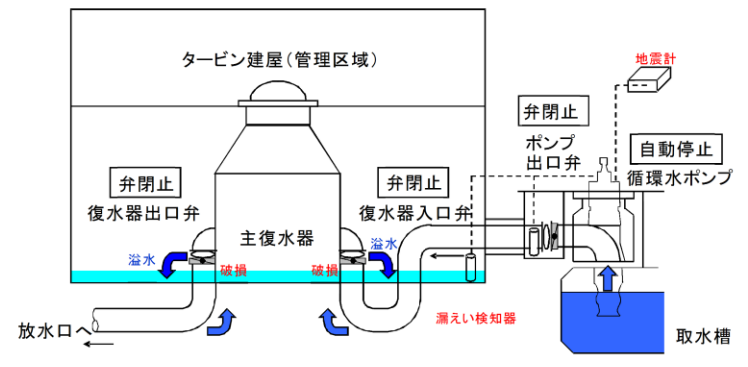 タービン建屋(管理区域)
地震計
弁閉止
ポンプ
出口弁
自動停止
循環水ポンプ
弁閉止
復水器出口弁
弁閉止
復水器入口弁
主復水器
溢水
溢水
破損
破損
漏えい検知器
放水口へ
取水槽